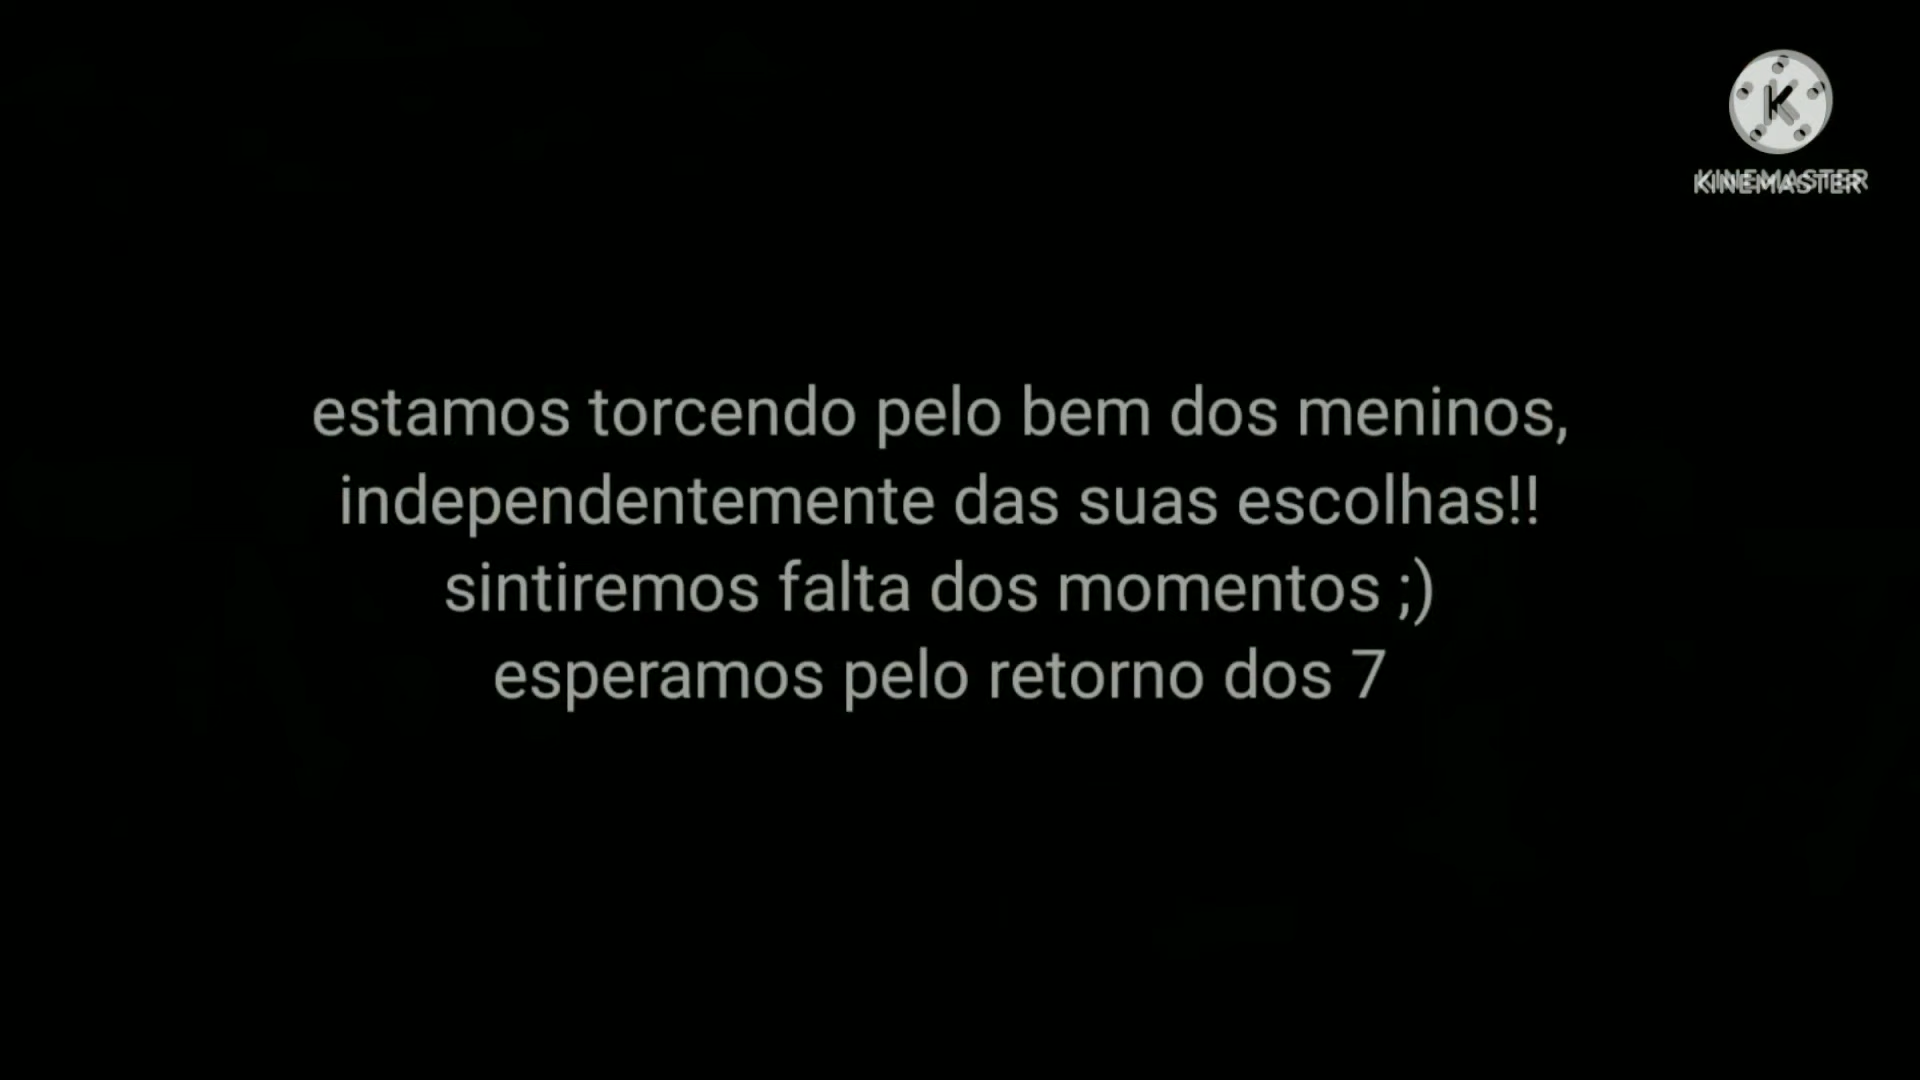 KINEMASTER
estamos torcendo pelo bem dos meninos,
independentemente das suas escolhas!!
sintiremos falta dos momentos ;)
esperamos pelo retorno dos 7